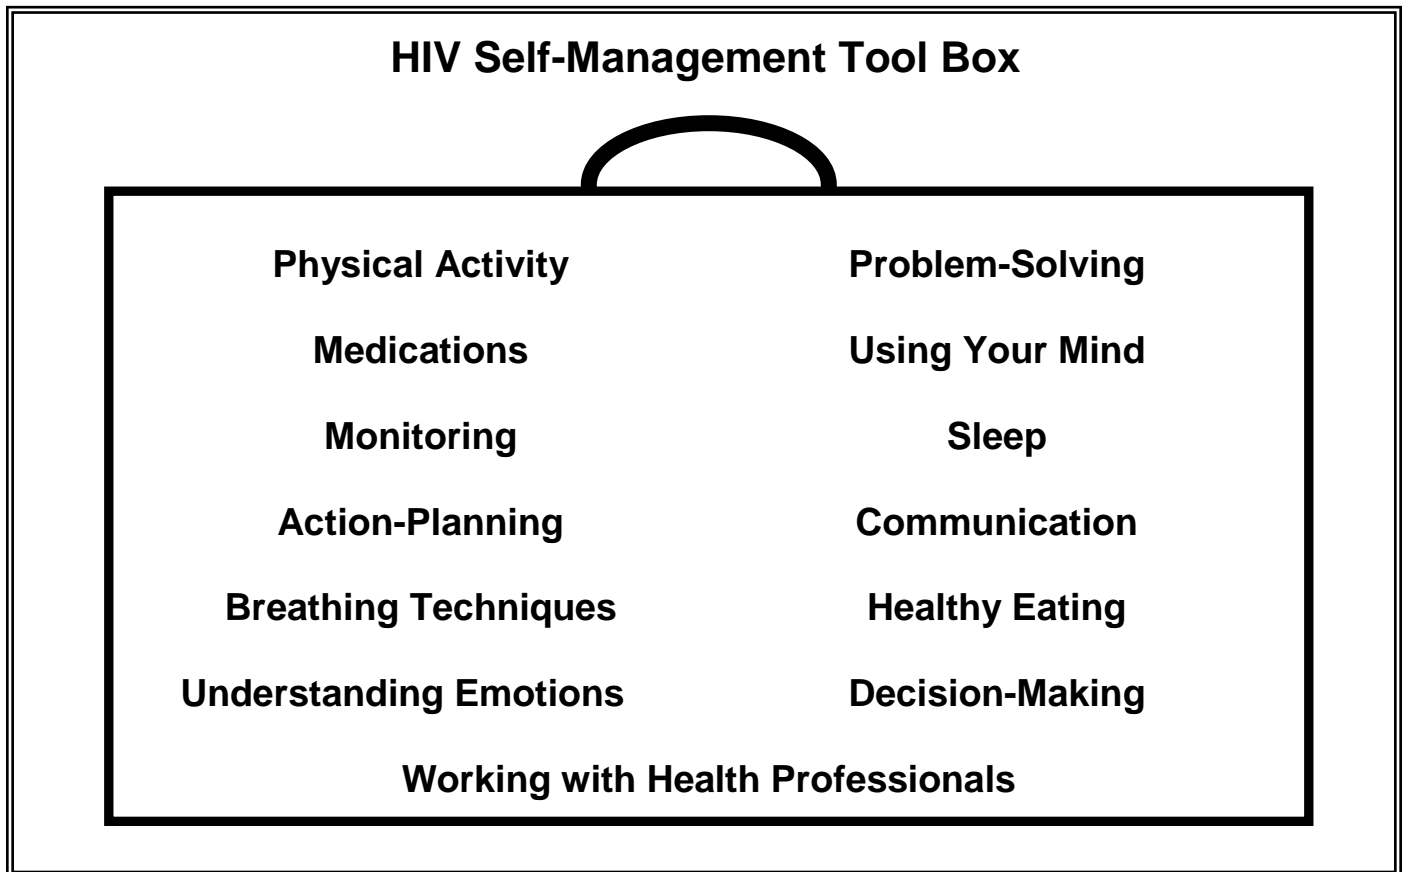 HIV Self-Management Tool Box
Physical Activity
Problem-Solving
Medications
Using Your Mind
Monitoring
Sleep
Action-Planning
Communication
Breathing Techniques
Healthy Eating
Understanding Emotions
Decision-Making
Working with Health Professionals